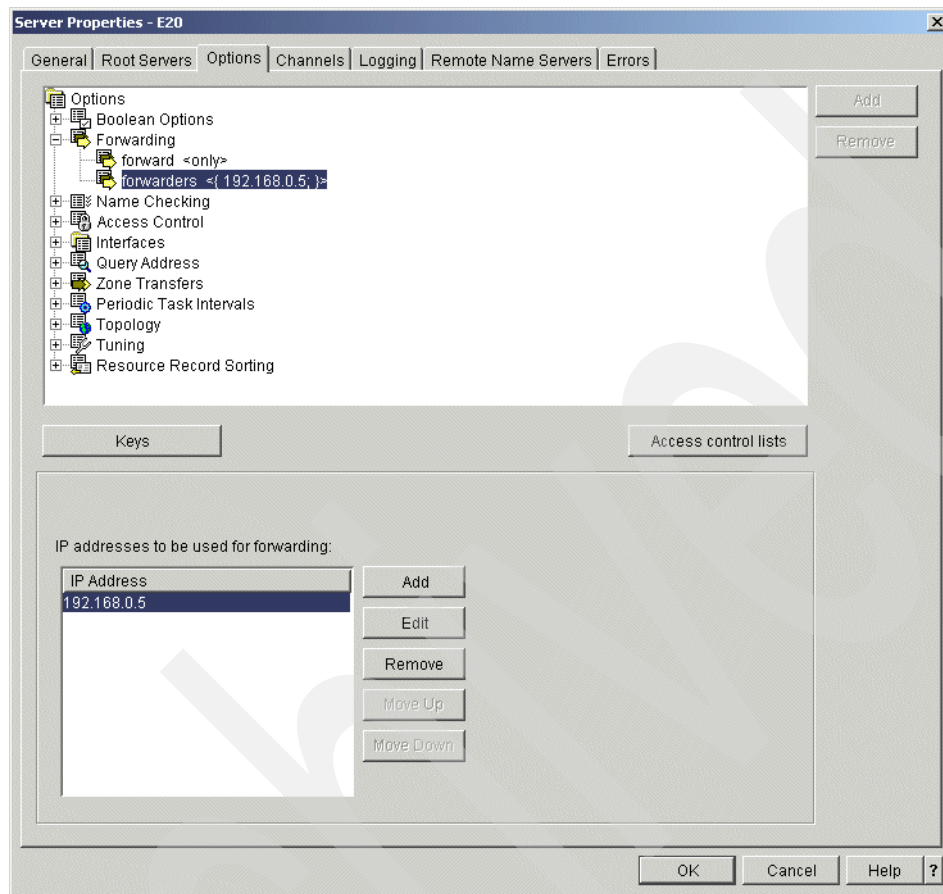 Server Properties - E20
General Root Servers Options Channels Logging Remote Name Servers Errors
Options
Boolean Options
Forwarding
forward <only>
forwarders <{ 192.168.0.5; }>
Name Checking
Access Control
Interfaces
Query Address
Zone Transfers
Periodic Task Intervals
Topology
Tuning
Resource Record Sorting
Add
Remove
Keys
Access control lists
IP addresses to be used for forwarding:
IP Address
192.168.0.5
Add
Edit
Remove
Move Up
Move Down
OK Cancel Help ?